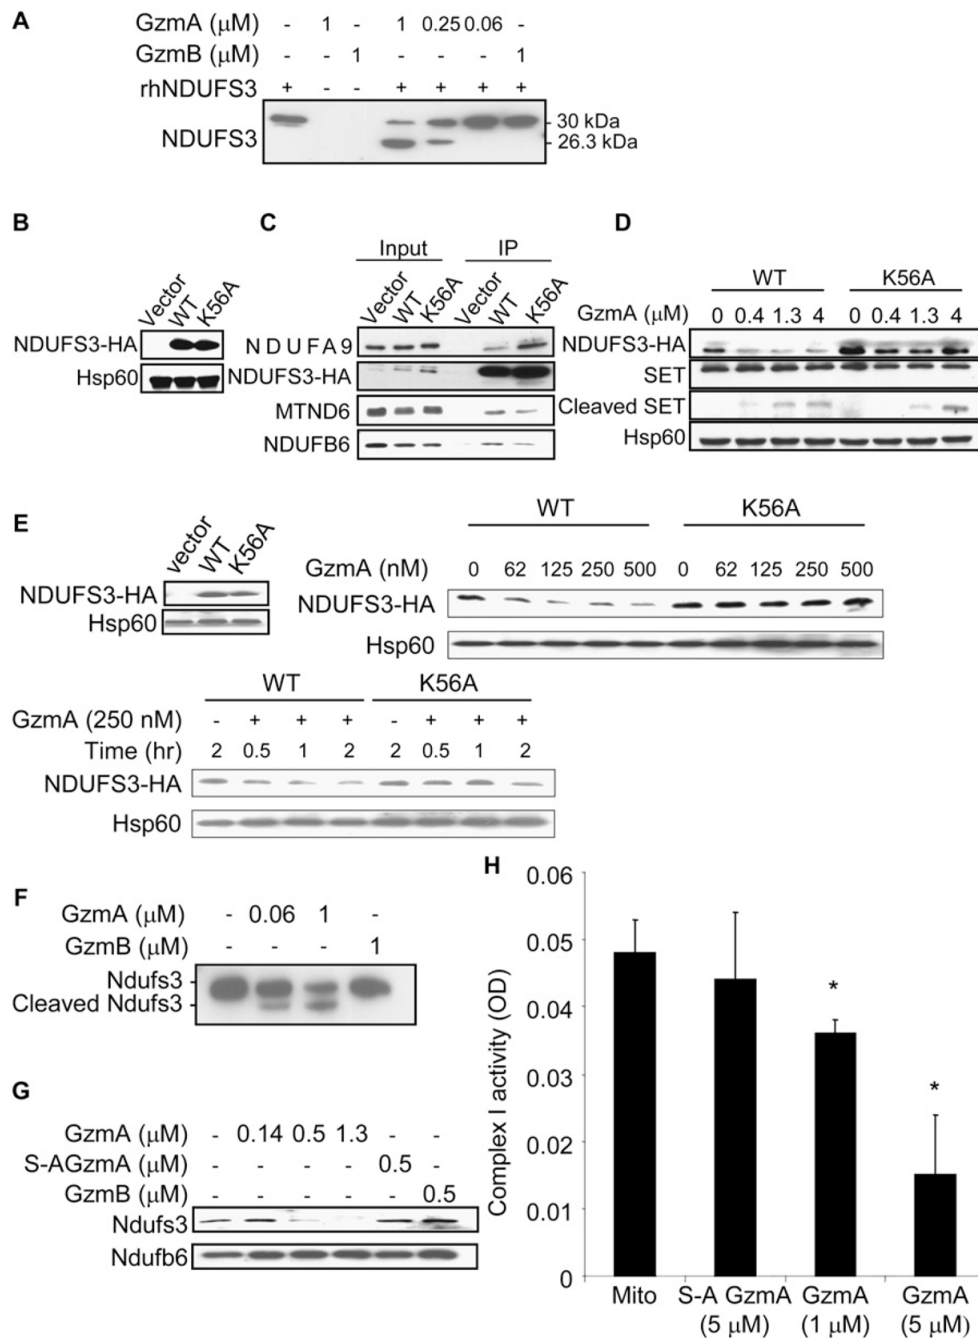 A
GzmA (μM) - 1 - 1 0.25 0.06 -
GzmB (μM) - - 1 - - - 1
rhNDUFS3 + - - + + + +
NDUFS3
30 kDa
26.3 kDa
B
Vector WT K56A
NDUFS3-HA
Hsp60
C
Input IP
Vector WT K56A Vector WT K56A
NDUFA9
NDUFS3-HA
MTND6
NDUFB6
D
WT K56A
GzmA (μM) 0 0.4 1.3 4 0 0.4 1.3 4
NDUFS3-HA
SET
Cleaved SET
Hsp60
E
vector WT K56A
NDUFS3-HA
Hsp60
WT K56A
GzmA (nM) 0 62 125 250 500 0 62 125 250 500
NDUFS3-HA
Hsp60
WT K56A
GzmA (250 nM) - + + + - + + +
Time (hr) 2 0.5 1 2 2 0.5 1 2
NDUFS3-HA
Hsp60
F
GzmA (μM) - 0.06 1 -
GzmB (μM) - - - 1
Ndufs3
Cleaved Ndufs3
G
GzmA (μM) - 0.14 0.5 1.3 - -
S-AGzmA (μM) - - - - 0.5 -
GzmB (μM) - - - - - 0.5
Ndufs3
Ndufb6
H
Complex I activity (OD)
0.06
0.05
0.04
0.03
0.02
0.01
0
*
*
Mito S-A GzmA GzmA GzmA
(5 μM) (1 μM) (5 μM)